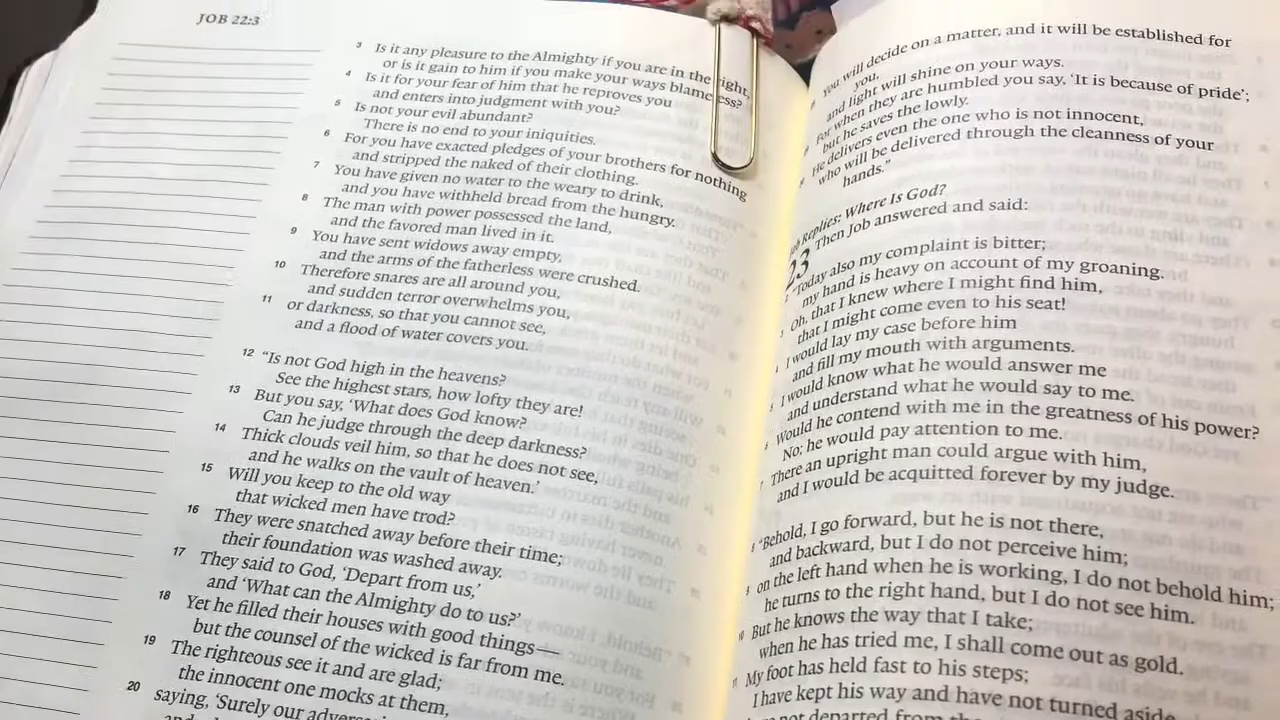 JOB 22:3
3 Is it any pleasure to the Almighty if you are in the right,
or is it gain to him if you make your ways blameless?
4 Is it for your fear of him that he reproves you
and enters into judgment with you?
5 Is not your evil abundant?
There is no end to your iniquities.
6 For you have exacted pledges of your brothers for nothing
and stripped the naked of their clothing.
7 You have given no water to the weary to drink,
and you have withheld bread from the hungry.
8 The man with power possessed the land,
and the favored man lived in it.
9 You have sent widows away empty,
and the arms of the fatherless were crushed.
10 Therefore snares are all around you,
and sudden terror overwhelms you,
11 or darkness, so that you cannot see,
and a flood of water covers you.
12 “Is not God high in the heavens?
See the highest stars, how lofty they are!
13 But you say, ‘What does God know?
Can he judge through the deep darkness?
14 Thick clouds veil him, so that he does not see,
and he walks on the vault of heaven.’
15 Will you keep to the old way
that wicked men have trod?
16 They were snatched away before their time;
their foundation was washed away.
17 They said to God, ‘Depart from us,’
and ‘What can the Almighty do to us?’
18 Yet he filled their houses with good things—
but the counsel of the wicked is far from me.
19 The righteous see it and are glad;
the innocent one mocks at them,
20 saying, ‘Surely our
You will decide on a matter, and it will be established for
you,
and light will shine on your ways.
For when they are humbled you say, ‘It is because of pride’;
but he saves the lowly.
He delivers even the one who is not innocent,
who will be delivered through the cleanness of your
hands.”
Job Replies: Where Is God?
23 Then Job answered and said:
2 “Today also my complaint is bitter;
my hand is heavy on account of my groaning.
3 Oh, that I knew where I might find him,
that I might come even to his seat!
4 I would lay my case before him
and fill my mouth with arguments.
5 I would know what he would answer me
and understand what he would say to me.
6 Would he contend with me in the greatness of his power?
No; he would pay attention to me.
7 There an upright man could argue with him,
and I would be acquitted forever by my judge.
8 “Behold, I go forward, but he is not there,
and backward, but I do not perceive him;
9 on the left hand when he is working, I do not behold him;
he turns to the right hand, but I do not see him.
10 But he knows the way that I take;
when he has tried me, I shall come out as gold.
11 My foot has held fast to his steps;
I have kept his way and have not turned aside.
not departed from the